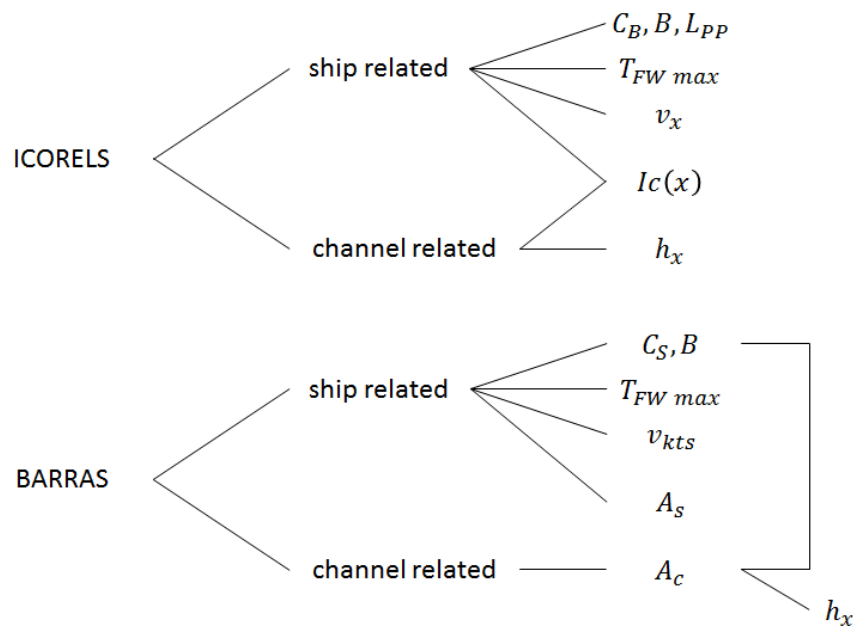 C_B, B, L_PP
ship related
T_FW max
v_x
ICORELS
Ic(x)
channel related
h_x
C_S, B
ship related
T_FW max
v_kts
BARRAS
A_s
channel related
A_c
h_x